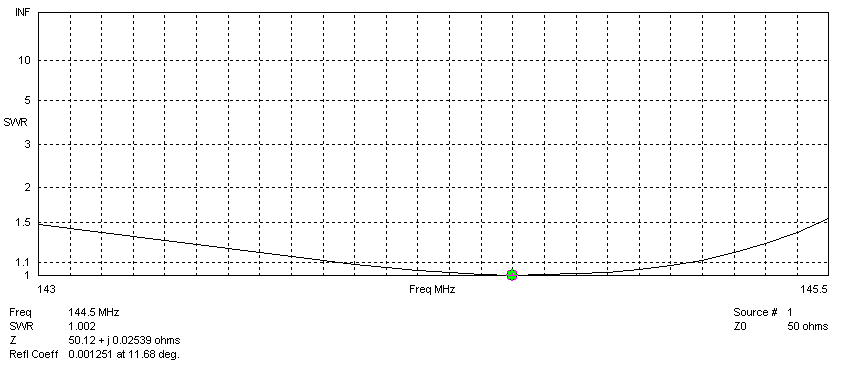 INF
10
5
SWR
3
2
1.5
1.1
1
143 Freq MHz 145.5
Freq 144.5 MHz Source # 1
SWR 1.002 Z0 50 ohms
Z 50.12 + j 0.02539 ohms
Refl Coeff 0.001251 at 11.68 deg.